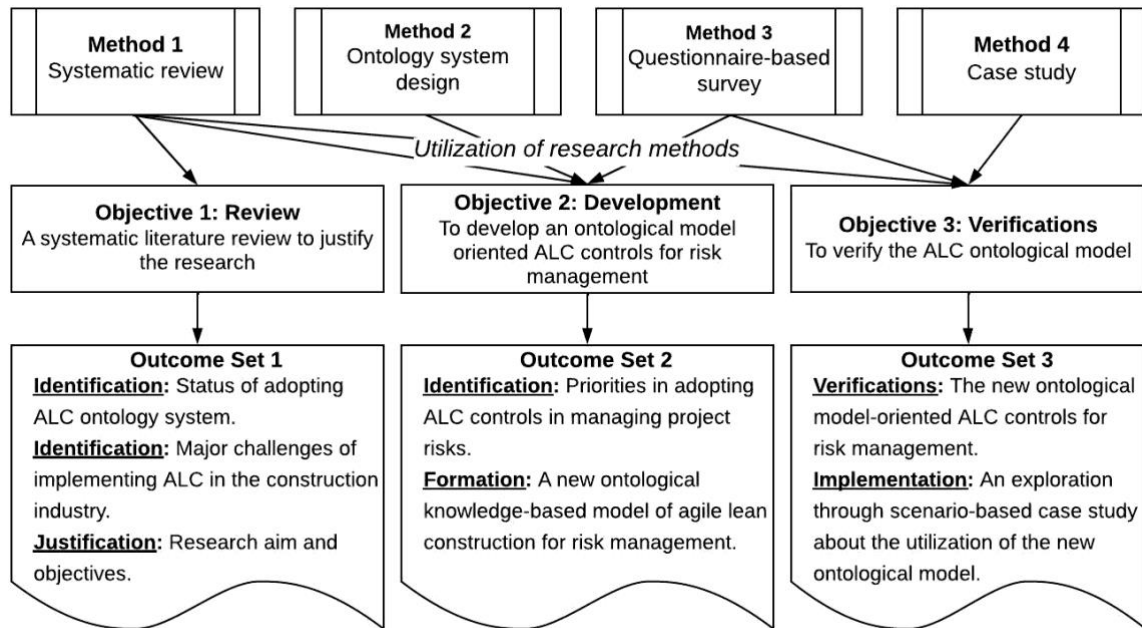 Method 1
Systematic review
Method 2
Ontology system
design
Method 3
Questionnaire-based
survey
Method 4
Case study
Utilization of research methods
Objective 1: Review
A systematic literature review to justify
the research
Objective 2: Development
To develop an ontological model
oriented ALC controls for risk
management
Objective 3: Verifications
To verify the ALC ontological model
Outcome Set 1
Identification: Status of adopting
ALC ontology system.
Identification: Major challenges of
implementing ALC in the construction
industry.
Justification: Research aim and
objectives.
Outcome Set 2
Identification: Priorities in adopting
ALC controls in managing project
risks.
Formation: A new ontological
knowledge-based model of agile lean
construction for risk management.
Outcome Set 3
Verifications: The new ontological
model-oriented ALC controls for
risk management.
Implementation: An exploration
through scenario-based case study
about the utilization of the new
ontological model.